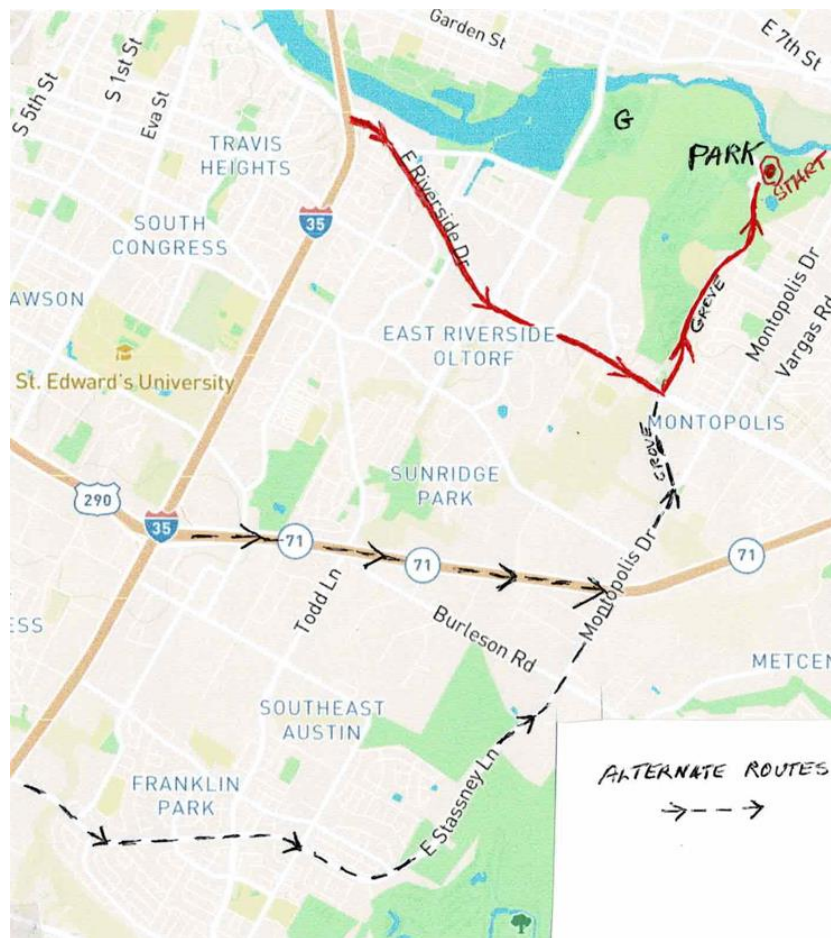 Garden St
E 7th St
S 1st St
S 5th St
Eva St
G
TRAVIS
HEIGHTS
PARK
START
E Riverside Dr
35
SOUTH
CONGRESS
AWSON
GROVE
Montopolis Dr
Vargas Rd
EAST RIVERSIDE
OLTORF
St. Edward's University
MONTOPOLIS
GROVE
SUNRIDGE
PARK
290
35
71
71
71
Todd Ln
Montopolis Dr
ESS
Burleson Rd
METCEN
SOUTHEAST
AUSTIN
FRANKLIN
PARK
E Stassney Ln
ALTERNATE ROUTES